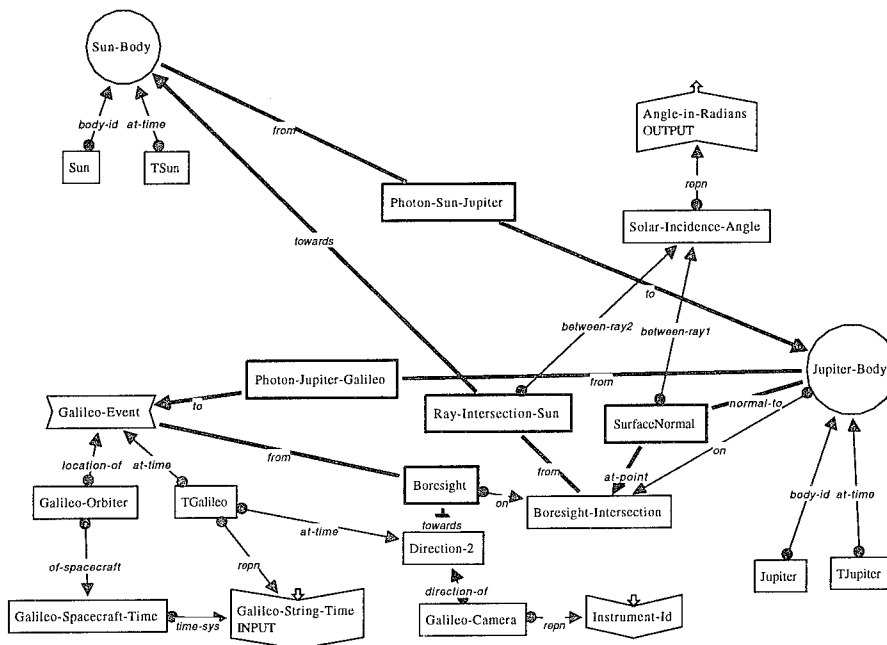 Sun-Body
body-id
at-time
Sun
TSun
from
Angle-in-Radians
OUTPUT
repn
Photon-Sun-Jupiter
Solar-Incidence-Angle
towards
to
between-ray2
between-ray1
Photon-Jupiter-Galileo
from
Jupiter-Body
Galileo-Event
to
Ray-Intersection-Sun
SurfaceNormal
normal-to
on
location-of
at-time
from
from
at-point
Galileo-Orbiter
TGalileo
Boresight
on
Boresight-Intersection
body-id
at-time
at-time
towards
Direction-2
of-spacecraft
repn
direction-of
Jupiter
TJupiter
Galileo-Spacecraft-Time
time-sys
Galileo-String-Time
INPUT
Galileo-Camera
repn
Instrument-Id